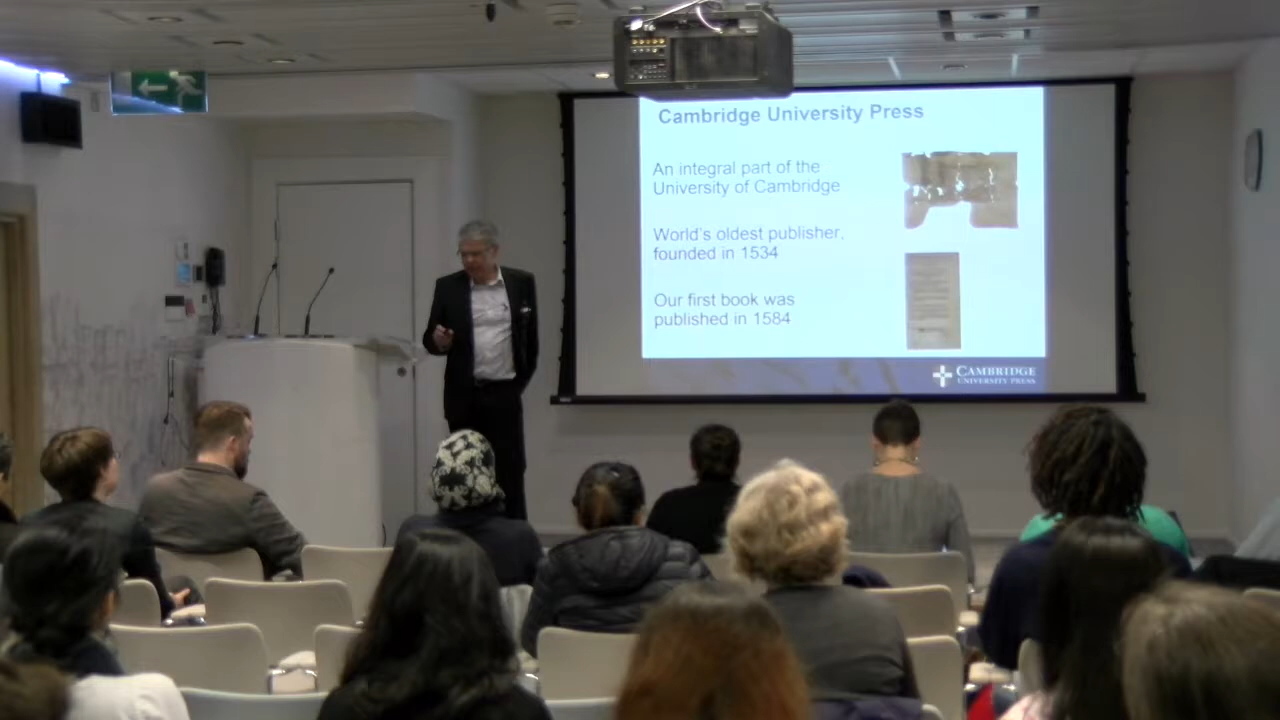 Cambridge University Press
An integral part of the
University of Cambridge
World's oldest publisher,
founded in 1534
Our first book was
published in 1584
CAMBRIDGE
UNIVERSITY PRESS